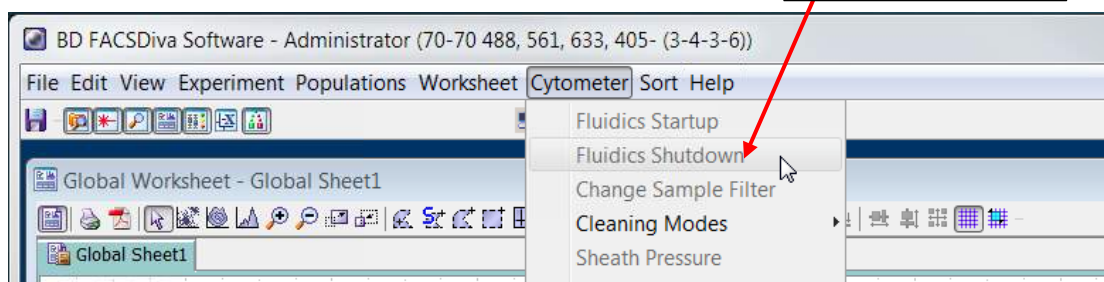 BD FACSDiva Software - Administrator (70-70 488, 561, 633, 405- (3-4-3-6))
File Edit View Experiment Populations Worksheet Cytometer Sort Help
Fluidics Startup
Fluidics Shutdown
Global Worksheet - Global Sheet1
Change Sample Filter
Cleaning Modes
Global Sheet1
Sheath Pressure